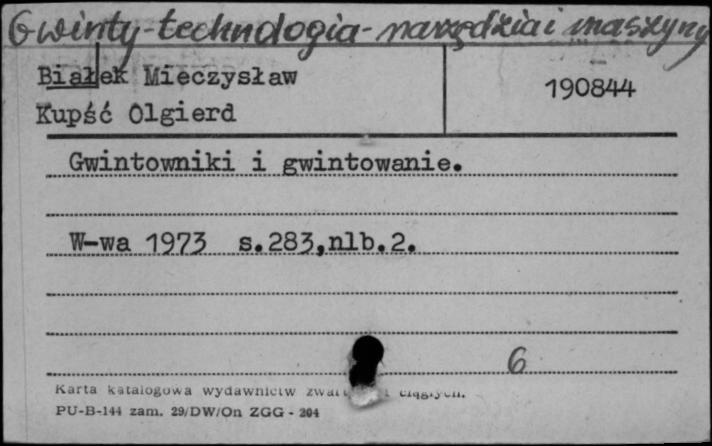 Gwinty-technologia-narzędzia i maszyny
Białek Mieczysław
190844
Kupść Olgierd
Gwintowniki i gwintowanie.
W-wa 1973 s.283,nlb.2.
6
Karta katalogowa wydawnictw ciągłych.
PU-B-144 zam. 29/DW/On ZGG - 204